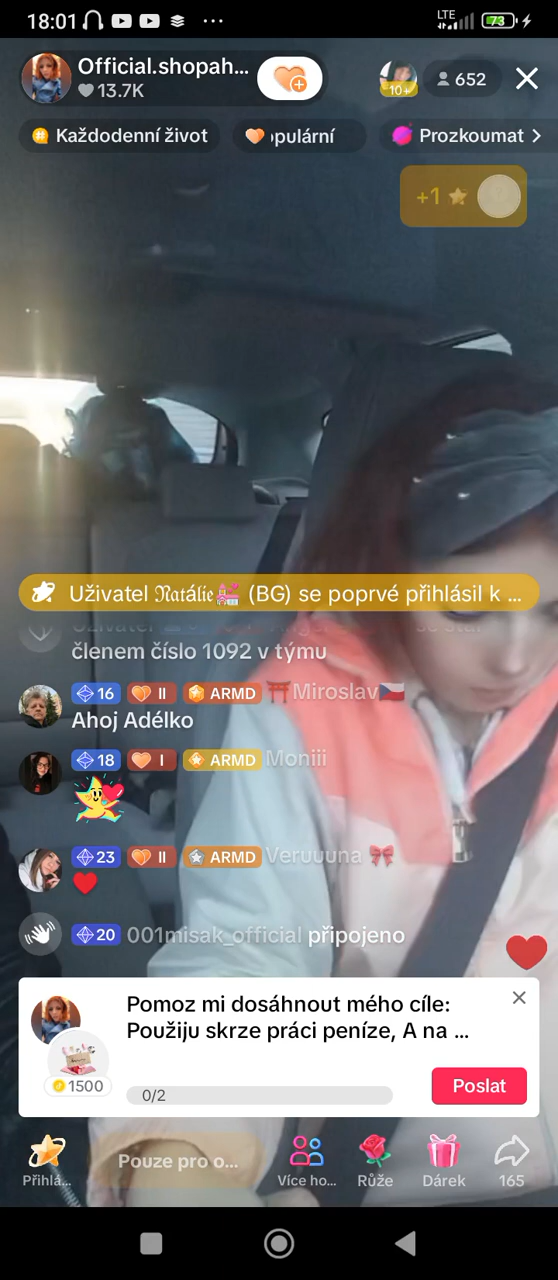 18:01
LTE
73
Official.shopah...
13.7K
10+
652
Každodenní život
opulární
Prozkoumat
+1
Uživatel 𝔑𝔞𝔱á𝔩𝔦𝔢 (BG) se poprvé přihlásil k ...
členem číslo 1092 v týmu
16 II ARMD Miroslav
Ahoj Adélko
18 I ARMD Moniii
23 II ARMD Veruuuna
20 001misak_official připojeno
Pomoz mi dosáhnout mého cíle:
Použiju skrze práci peníze, A na ...
1500
0/2
Poslat
Přihlá...
Pouze pro o...
Více ho...
Růže
Dárek
165